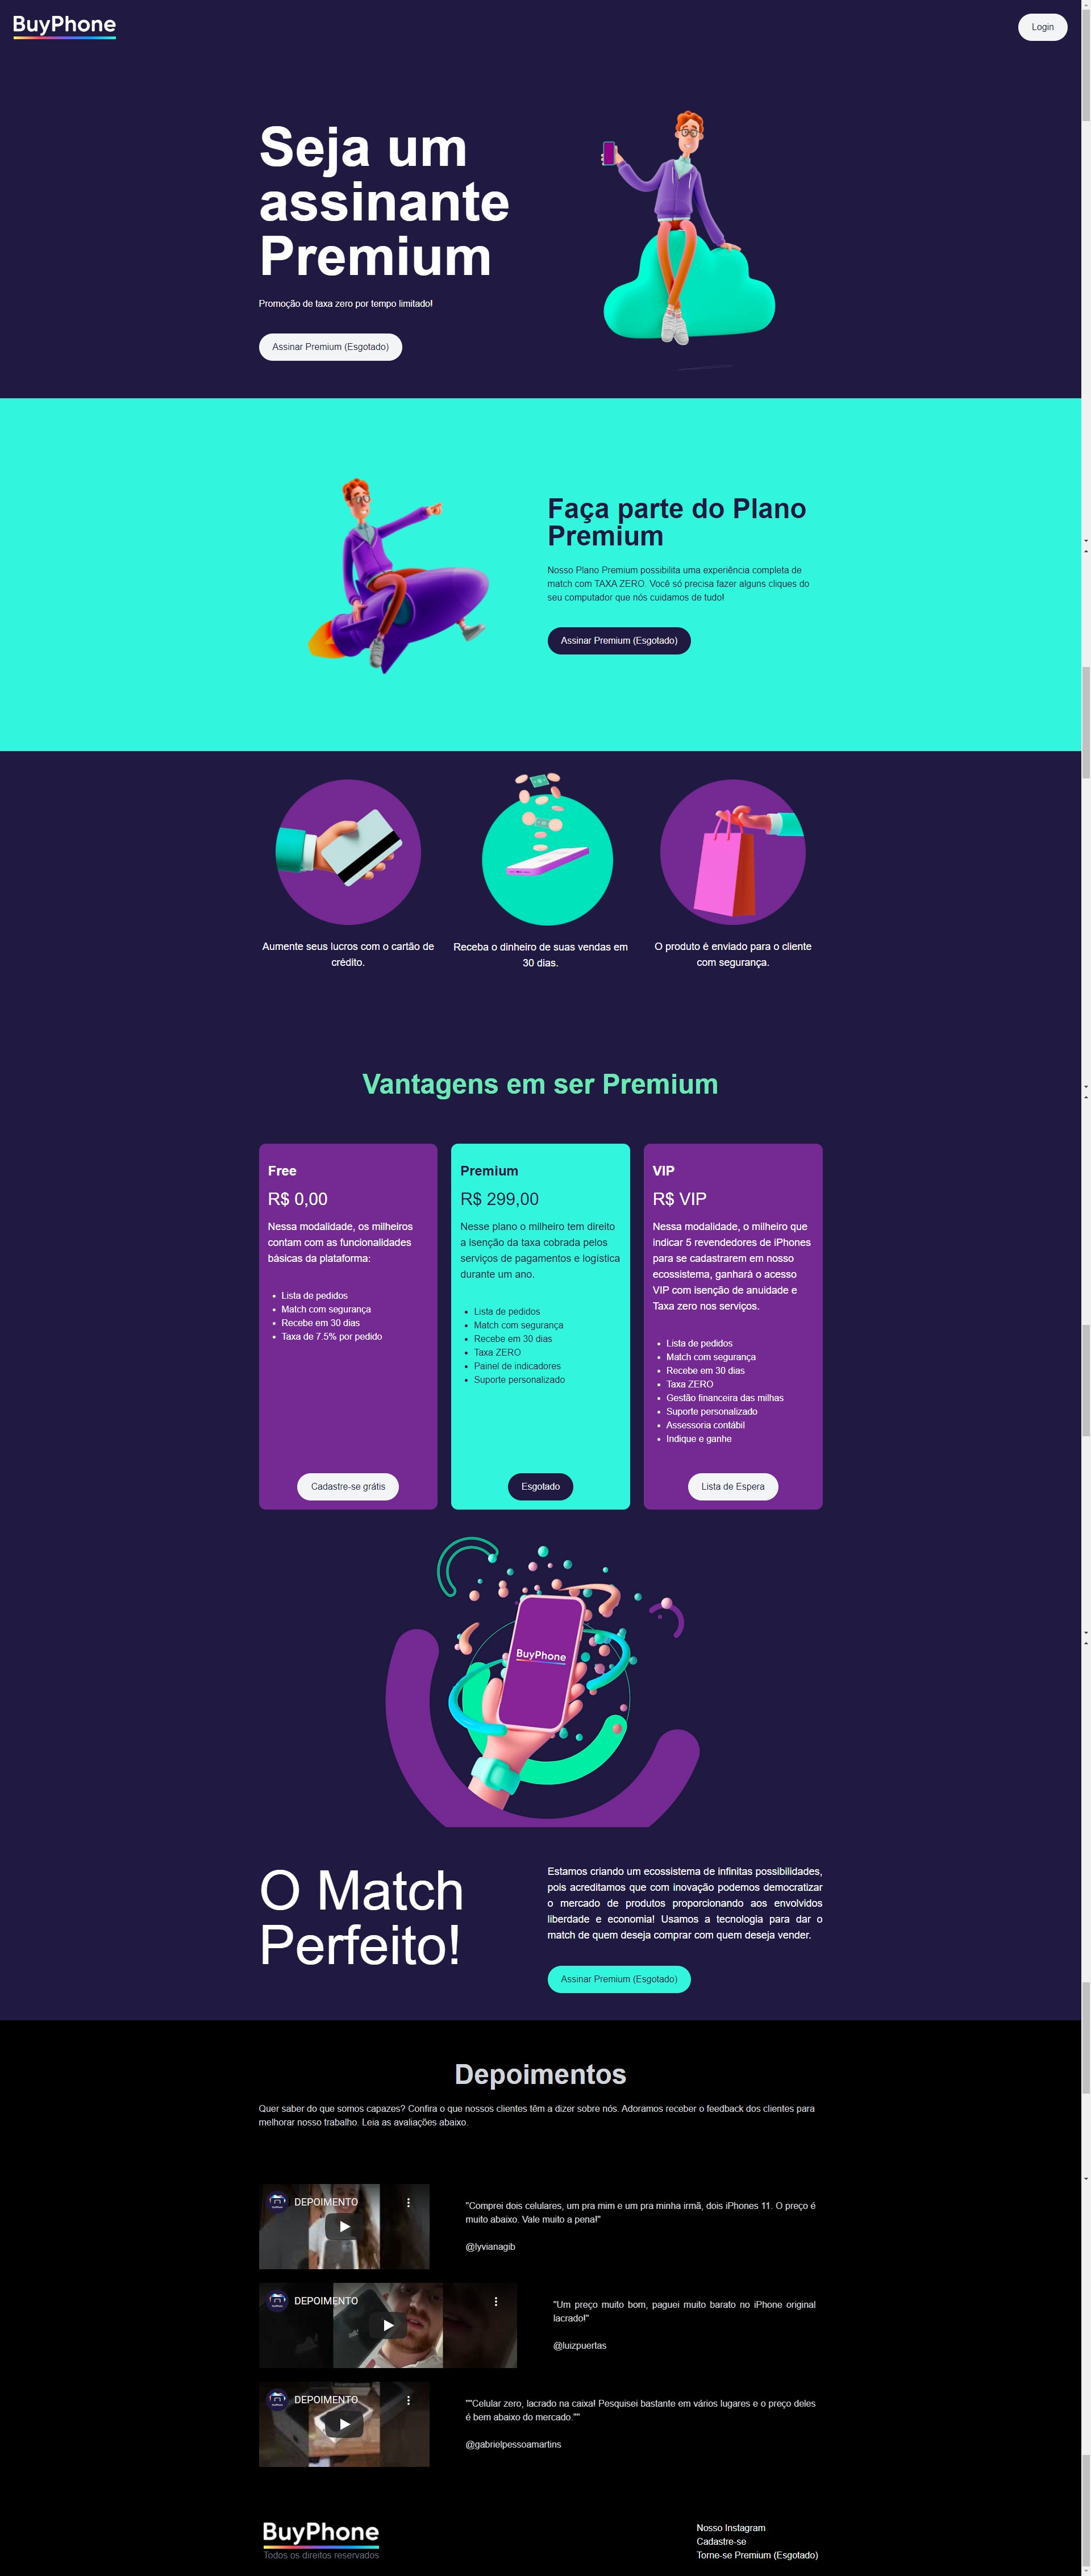 BuyPhone
Login
Seja um
assinante
Premium
Promoção de taxa zero por tempo limitado!
Assinar Premium (Esgotado)
Faça parte do Plano
Premium
Nosso Plano Premium possibilita uma experiência completa de
match com TAXA ZERO. Você só precisa fazer alguns cliques do
seu computador que nós cuidamos de tudo!
Assinar Premium (Esgotado)
Aumente seus lucros com o cartão de
crédito.
Receba o dinheiro de suas vendas em
30 dias.
O produto é enviado para o cliente
com segurança.
Vantagens em ser Premium
Free
R$ 0,00
Nessa modalidade, os milheiros
contam com as funcionalidades
básicas da plataforma:
• Lista de pedidos
• Match com segurança
• Recebe em 30 dias
• Taxa de 7.5% por pedido
Cadastre-se grátis
Premium
R$ 299,00
Nesse plano o milheiro tem direito
a isenção da taxa cobrada pelos
serviços de pagamentos e logística
durante um ano.
• Lista de pedidos
• Match com segurança
• Recebe em 30 dias
• Taxa ZERO
• Painel de indicadores
• Suporte personalizado
Esgotado
VIP
R$ VIP
Nessa modalidade, o milheiro que
indicar 5 revendedores de iPhones
para se cadastrarem em nosso
ecossistema, ganhará o acesso
VIP com isenção de anuidade e
Taxa zero nos serviços.
• Lista de pedidos
• Match com segurança
• Recebe em 30 dias
• Taxa ZERO
• Gestão financeira das milhas
• Suporte personalizado
• Assessoria contábil
• Indique e ganhe
Lista de Espera
BuyPhone
O Match
Perfeito!
Estamos criando um ecossistema de infinitas possibilidades,
pois acreditamos que com inovação podemos democratizar
o mercado de produtos proporcionando aos envolvidos
liberdade e economia! Usamos a tecnologia para dar o
match de quem deseja comprar com quem deseja vender.
Assinar Premium (Esgotado)
Depoimentos
Quer saber do que somos capazes? Confira o que nossos clientes têm a dizer sobre nós. Adoramos receber o feedback dos clientes para
melhorar nosso trabalho. Leia as avaliações abaixo.
DEPOIMENTO
"Comprei dois celulares, um pra mim e um pra minha irmã, dois iPhones 11. O preço é
muito abaixo. Vale muito a pena!"
@lyvianagib
DEPOIMENTO
"Um preço muito bom, paguei muito barato no iPhone original
lacrado!"
@luizpuertas
DEPOIMENTO
""Celular zero, lacrado na caixa! Pesquisei bastante em vários lugares e o preço deles
é bem abaixo do mercado.""
@gabrielpessoamartins
BuyPhone
Todos os direitos reservados
Nosso Instagram
Cadastre-se
Torne-se Premium (Esgotado)